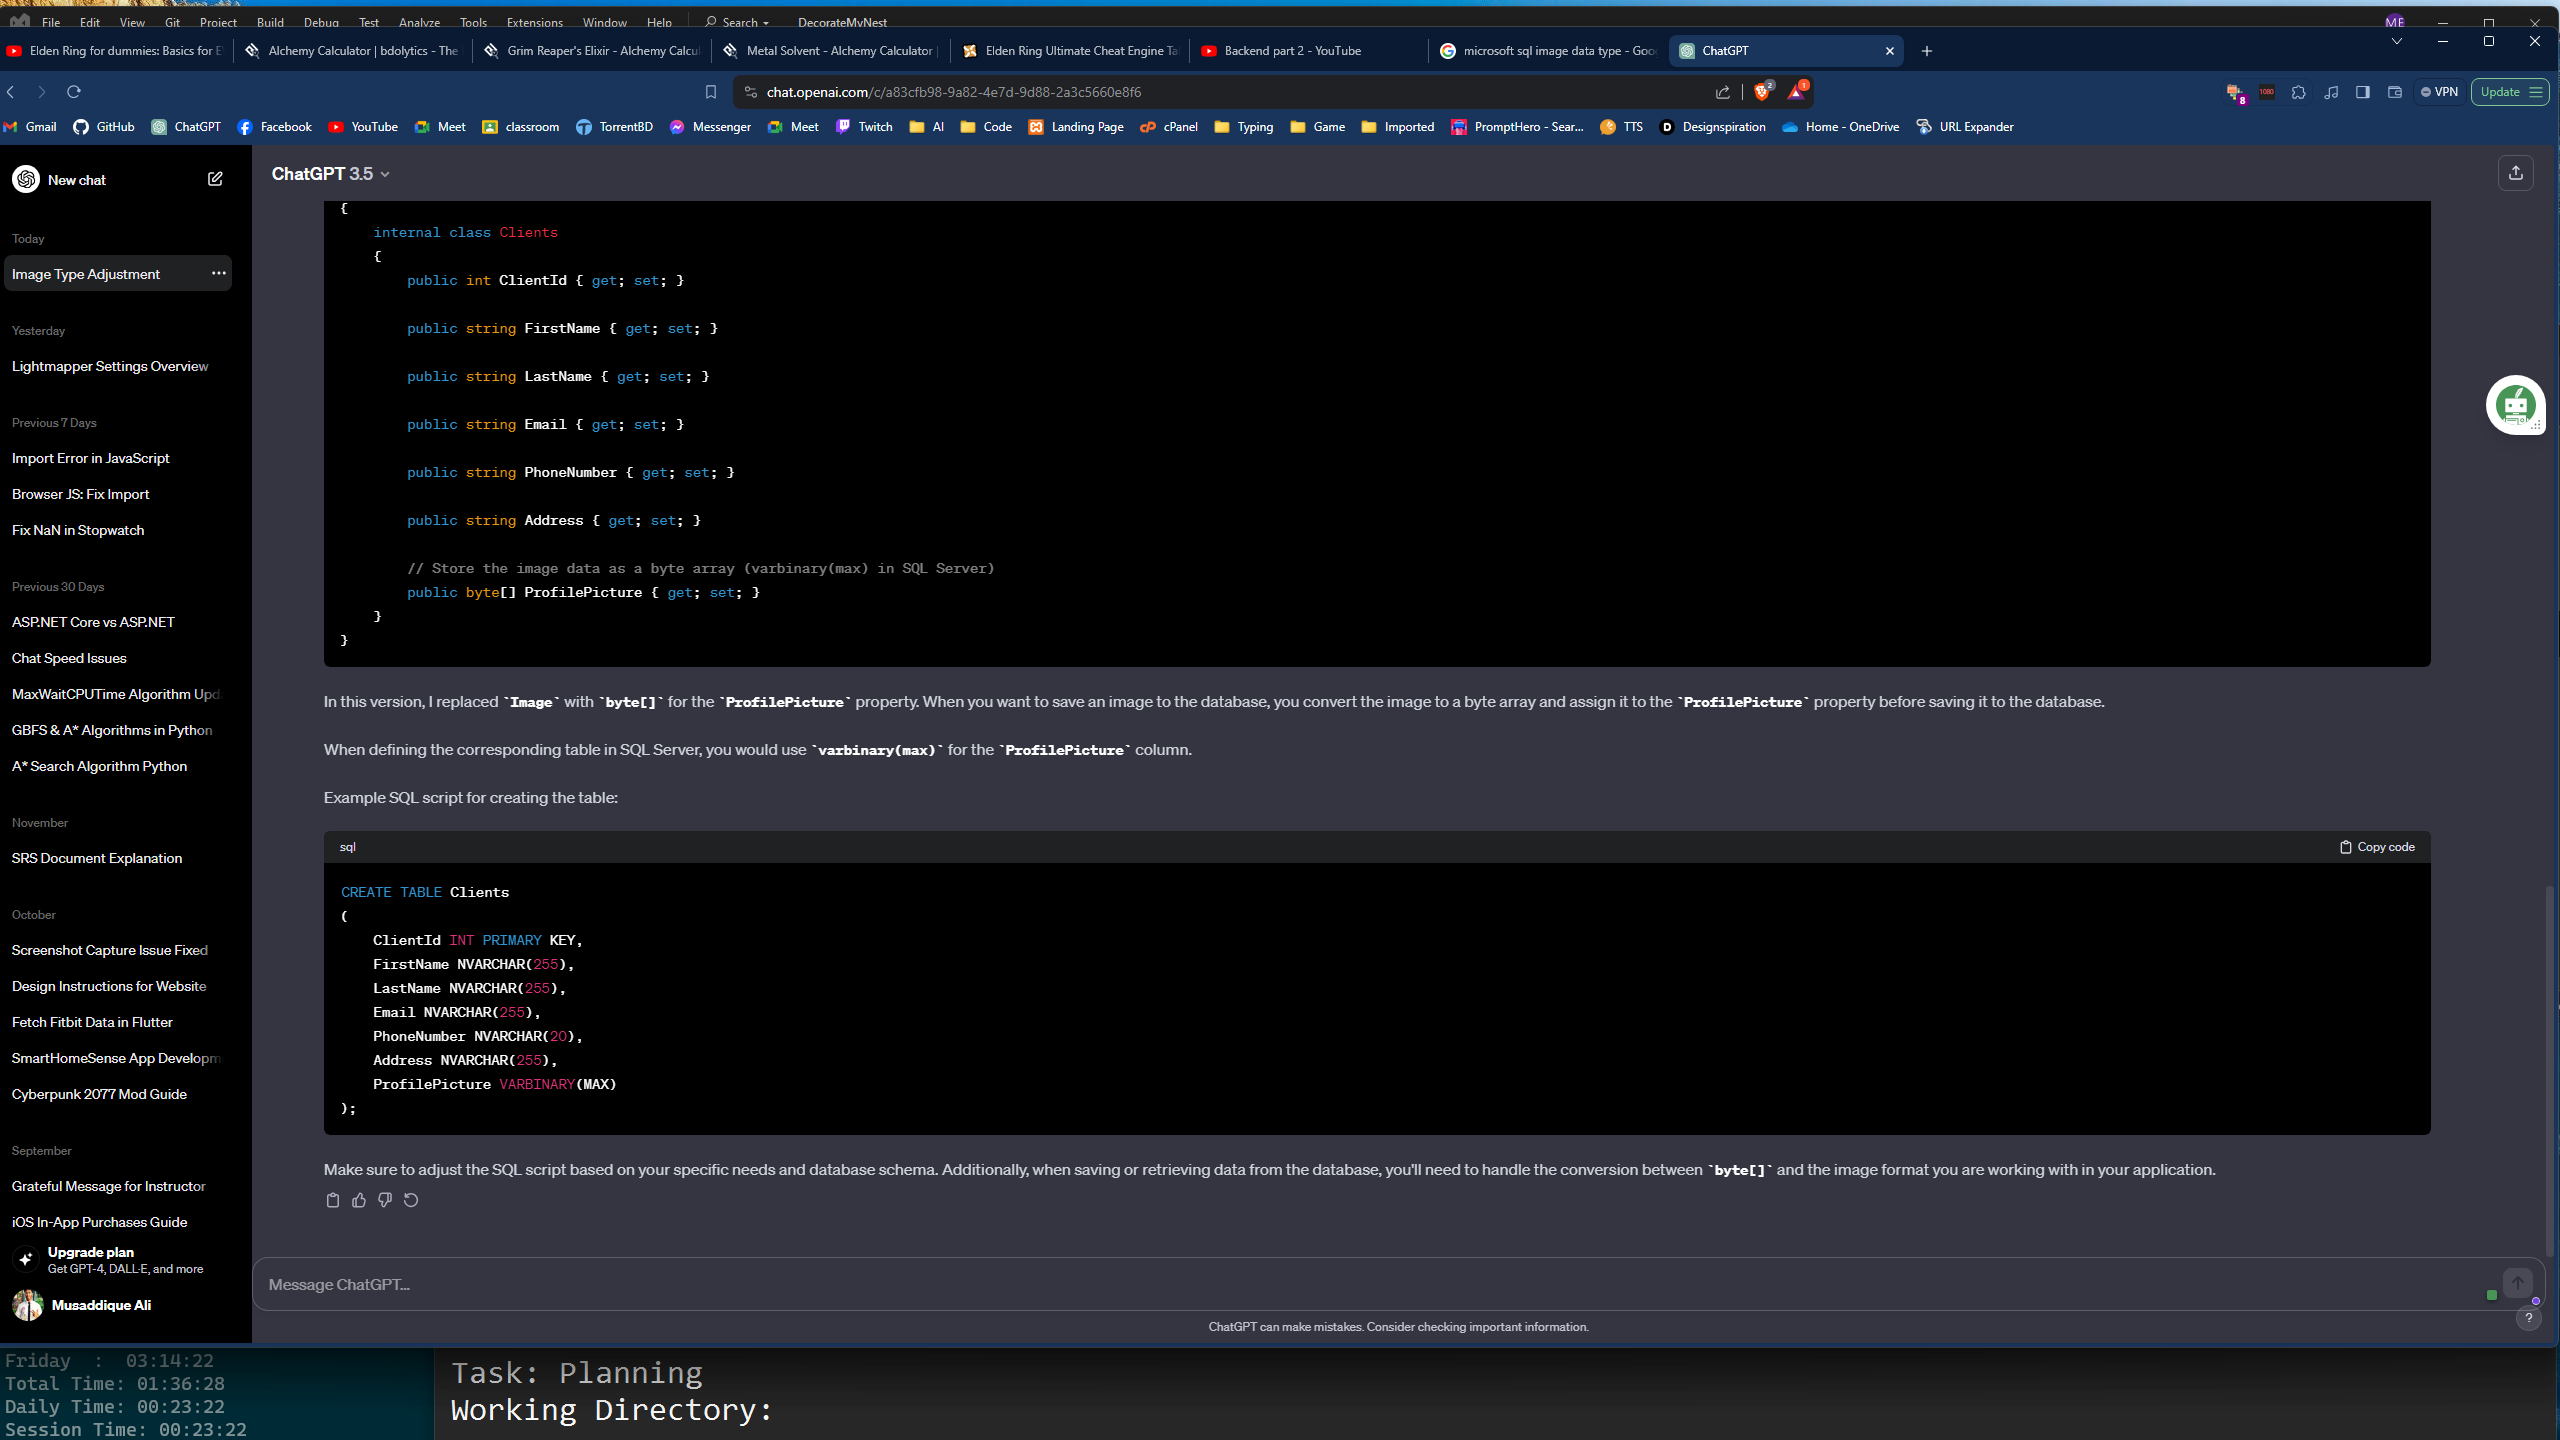 File Edit View Git Project Build Debug Test Analyze Tools Extensions Window Help Search DecorateMyNest ME
Elden Ring for dummies: Basics for E
Alchemy Calculator | bdolytics - The
Grim Reaper's Elixir - Alchemy Calcu
Metal Solvent - Alchemy Calculator |
Elden Ring Ultimate Cheat Engine Ta
Backend part 2 - YouTube
microsoft sql image data type - Goo
ChatGPT
chat.openai.com/c/a83cfb98-9a82-4e7d-9d88-2a3c5660e8f6
2
1
8
1080
VPN
Update
Gmail GitHub ChatGPT Facebook YouTube Meet classroom TorrentBD Messenger Meet Twitch AI Code Landing Page cPanel Typing Game Imported PromptHero - Sear... TTS Designspiration Home - OneDrive URL Expander
New chat
Today
Image Type Adjustment
Yesterday
Lightmapper Settings Overview
Previous 7 Days
Import Error in JavaScript
Browser JS: Fix Import
Fix NaN in Stopwatch
Previous 30 Days
ASP.NET Core vs ASP.NET
Chat Speed Issues
MaxWaitCPUTime Algorithm Upd
GBFS & A* Algorithms in Python
A* Search Algorithm Python
November
SRS Document Explanation
October
Screenshot Capture Issue Fixed
Design Instructions for Website
Fetch Fitbit Data in Flutter
SmartHomeSense App Developm
Cyberpunk 2077 Mod Guide
September
Grateful Message for Instructor
iOS In-App Purchases Guide
Upgrade plan
Get GPT-4, DALL·E, and more
Musaddique Ali
ChatGPT 3.5
{
internal class Clients
{
public int ClientId { get; set; }
public string FirstName { get; set; }
public string LastName { get; set; }
public string Email { get; set; }
public string PhoneNumber { get; set; }
public string Address { get; set; }
// Store the image data as a byte array (varbinary(max) in SQL Server)
public byte[] ProfilePicture { get; set; }
}
}
In this version, I replaced `Image` with `byte[]` for the `ProfilePicture` property. When you want to save an image to the database, you convert the image to a byte array and assign it to the `ProfilePicture` property before saving it to the database.
When defining the corresponding table in SQL Server, you would use `varbinary(max)` for the `ProfilePicture` column.
Example SQL script for creating the table:
sql
Copy code
CREATE TABLE Clients
(
ClientId INT PRIMARY KEY,
FirstName NVARCHAR(255),
LastName NVARCHAR(255),
Email NVARCHAR(255),
PhoneNumber NVARCHAR(20),
Address NVARCHAR(255),
ProfilePicture VARBINARY(MAX)
);
Make sure to adjust the SQL script based on your specific needs and database schema. Additionally, when saving or retrieving data from the database, you'll need to handle the conversion between `byte[]` and the image format you are working with in your application.
Message ChatGPT...
ChatGPT can make mistakes. Consider checking important information.
?
Friday : 03:14:22
Total Time: 01:36:28
Daily Time: 00:23:22
Session Time: 00:23:22
Task: Planning
Working Directory: